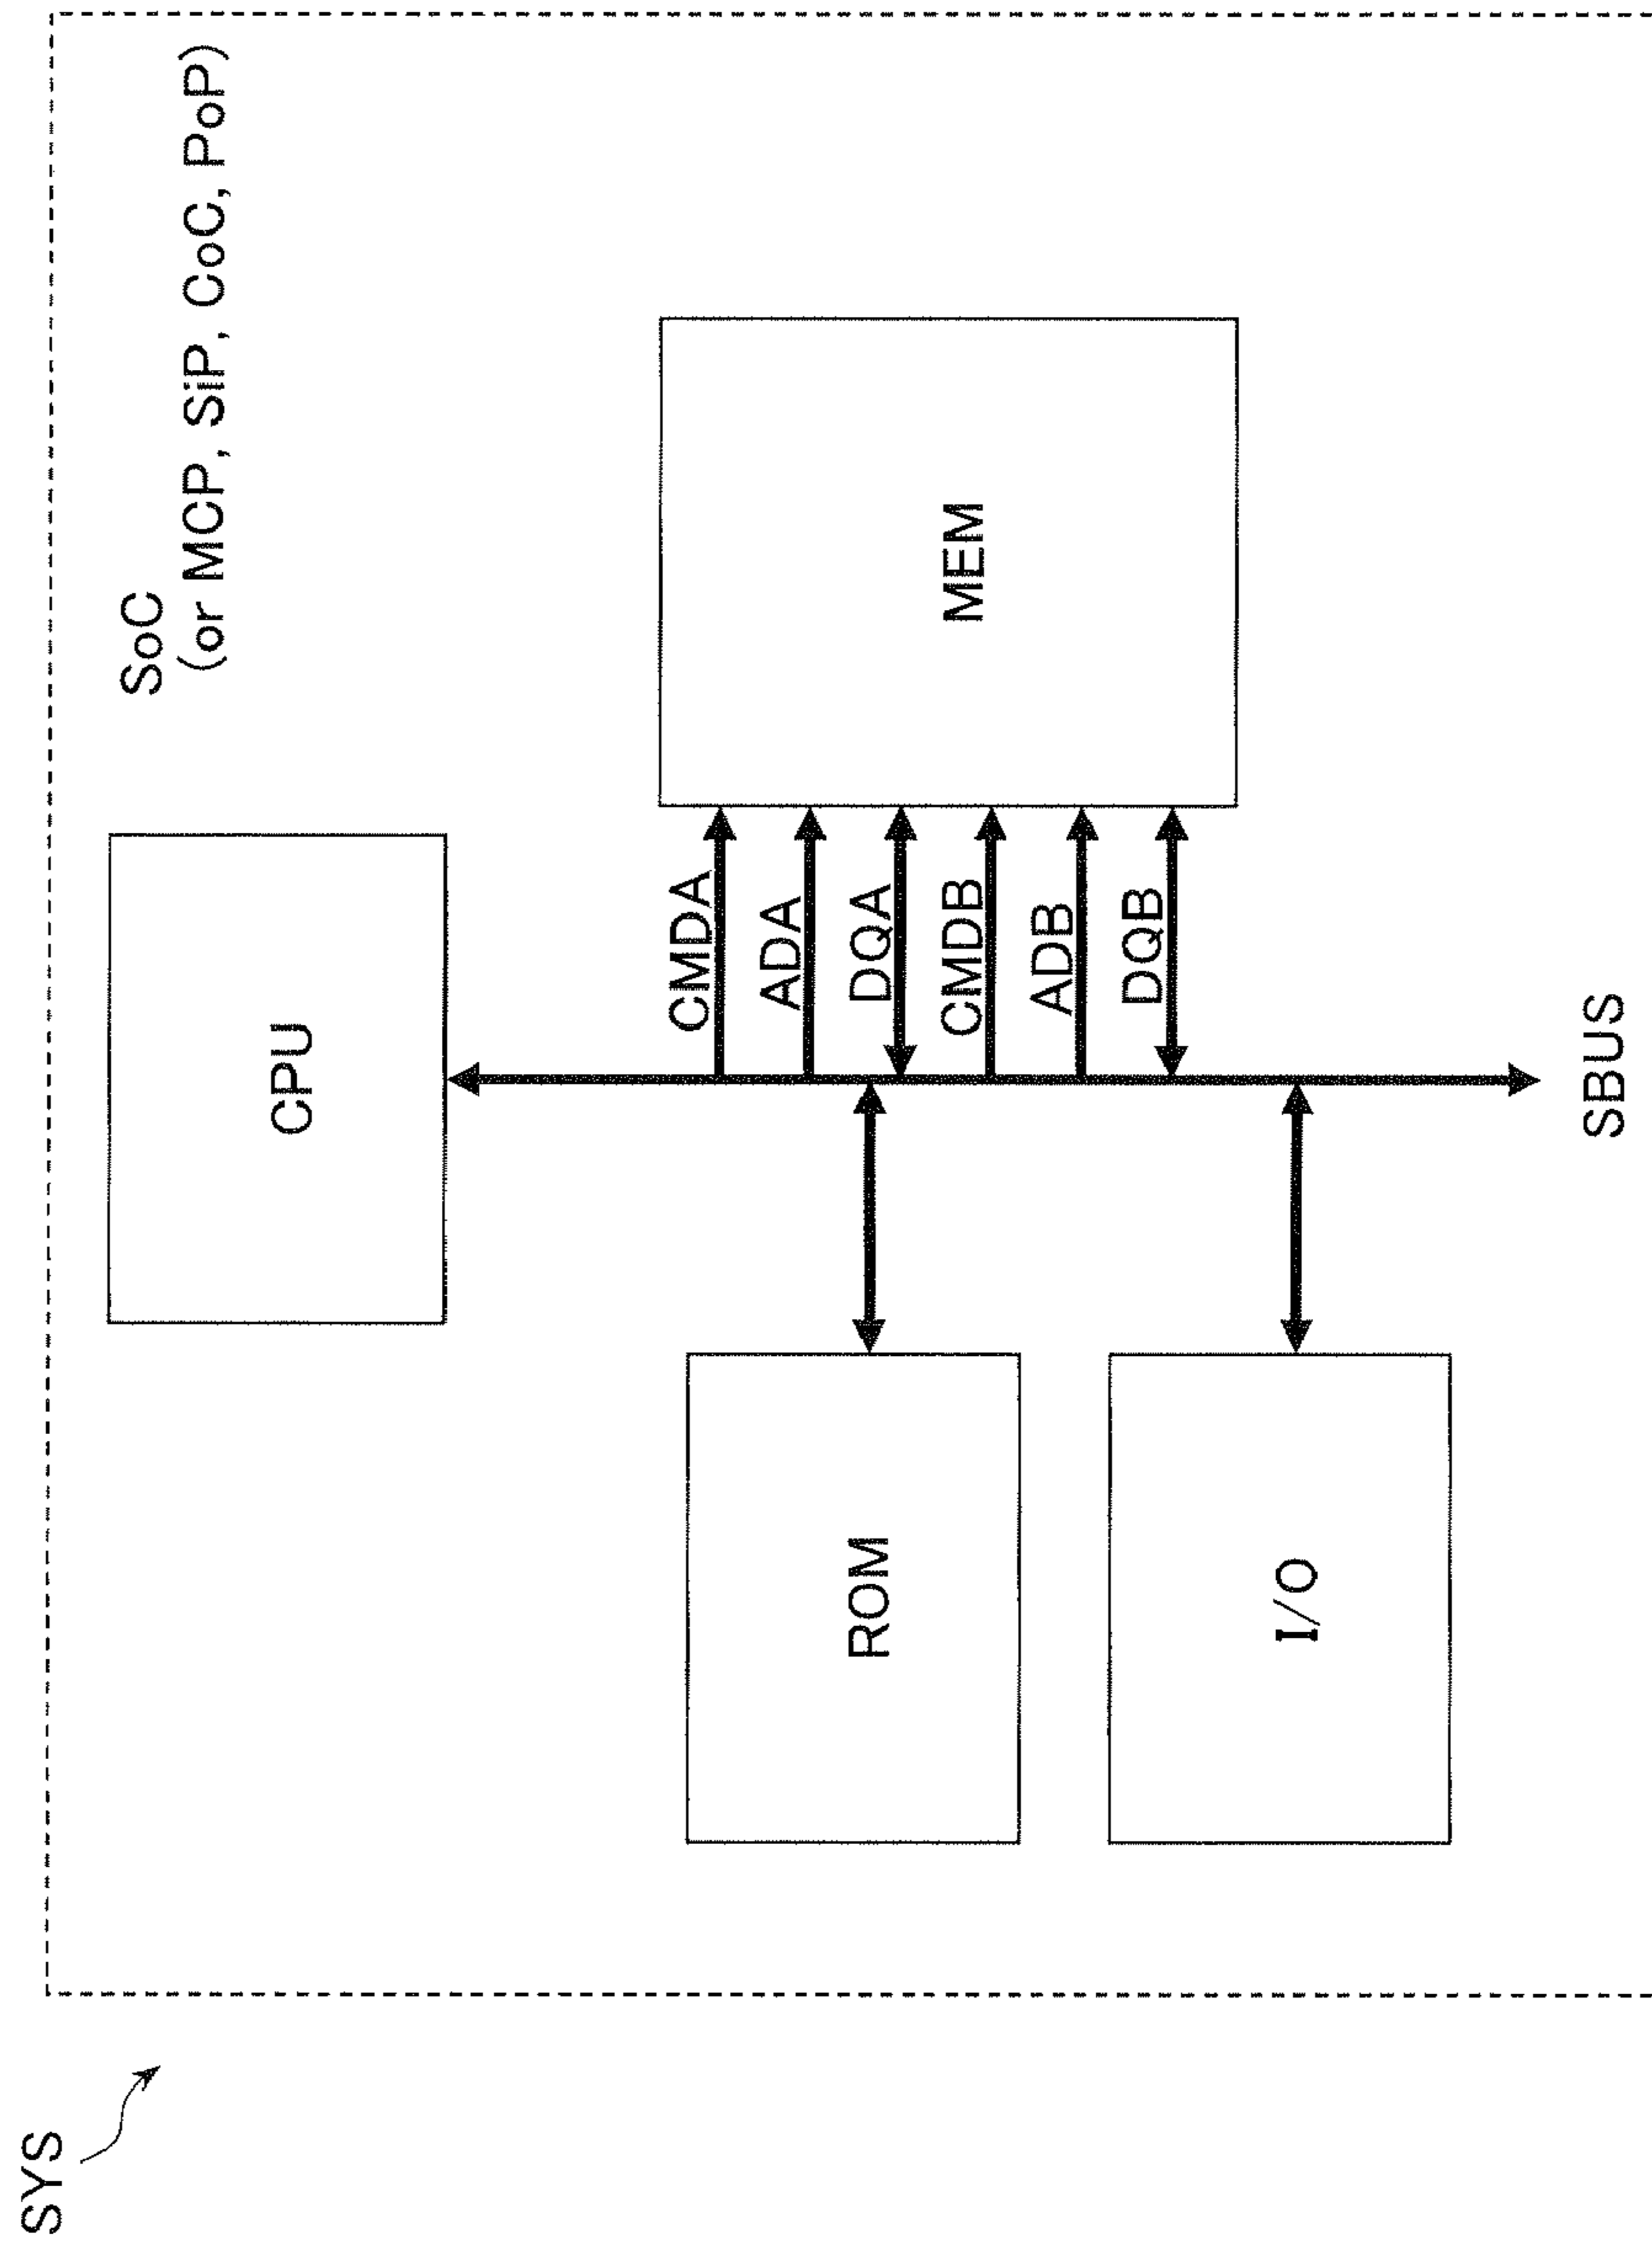 SYS
SoC
(or MCP, SiP, CoC, PoP)
CPU
CMDA
ADA
DQA
CMDB
ADB
DQB
MEM
ROM
I/O
SBUS